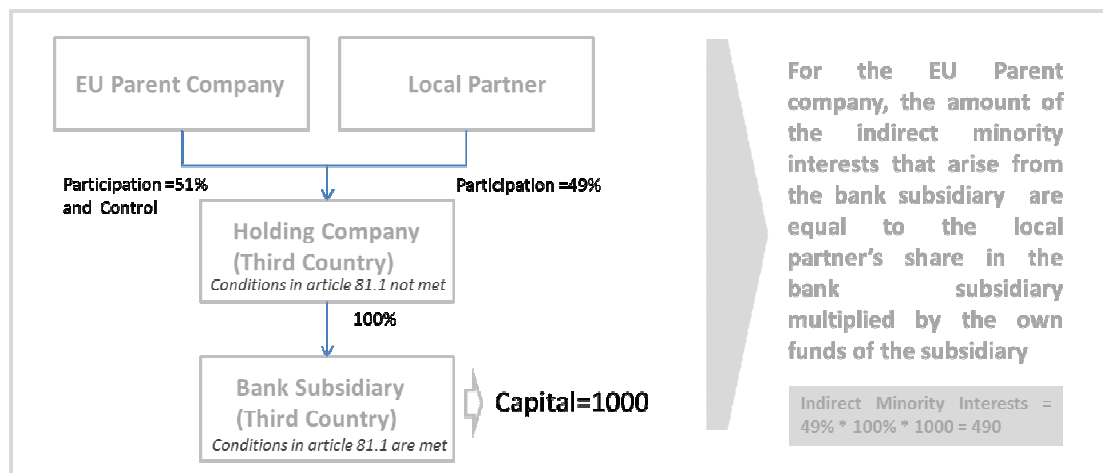 EU Parent Company
Local Partner
Participation =51%
and Control
Participation =49%
Holding Company
(Third Country)
Conditions in article 81.1 not met
100%
Bank Subsidiary
(Third Country)
Conditions in article 81.1 are met
Capital=1000
For the EU Parent
company, the amount of
the indirect minority
interests that arise from
the bank subsidiary are
equal to the local
partner's share in the
bank subsidiary
multiplied by the own
funds of the subsidiary
Indirect Minority Interests =
49% * 100% * 1000 = 490